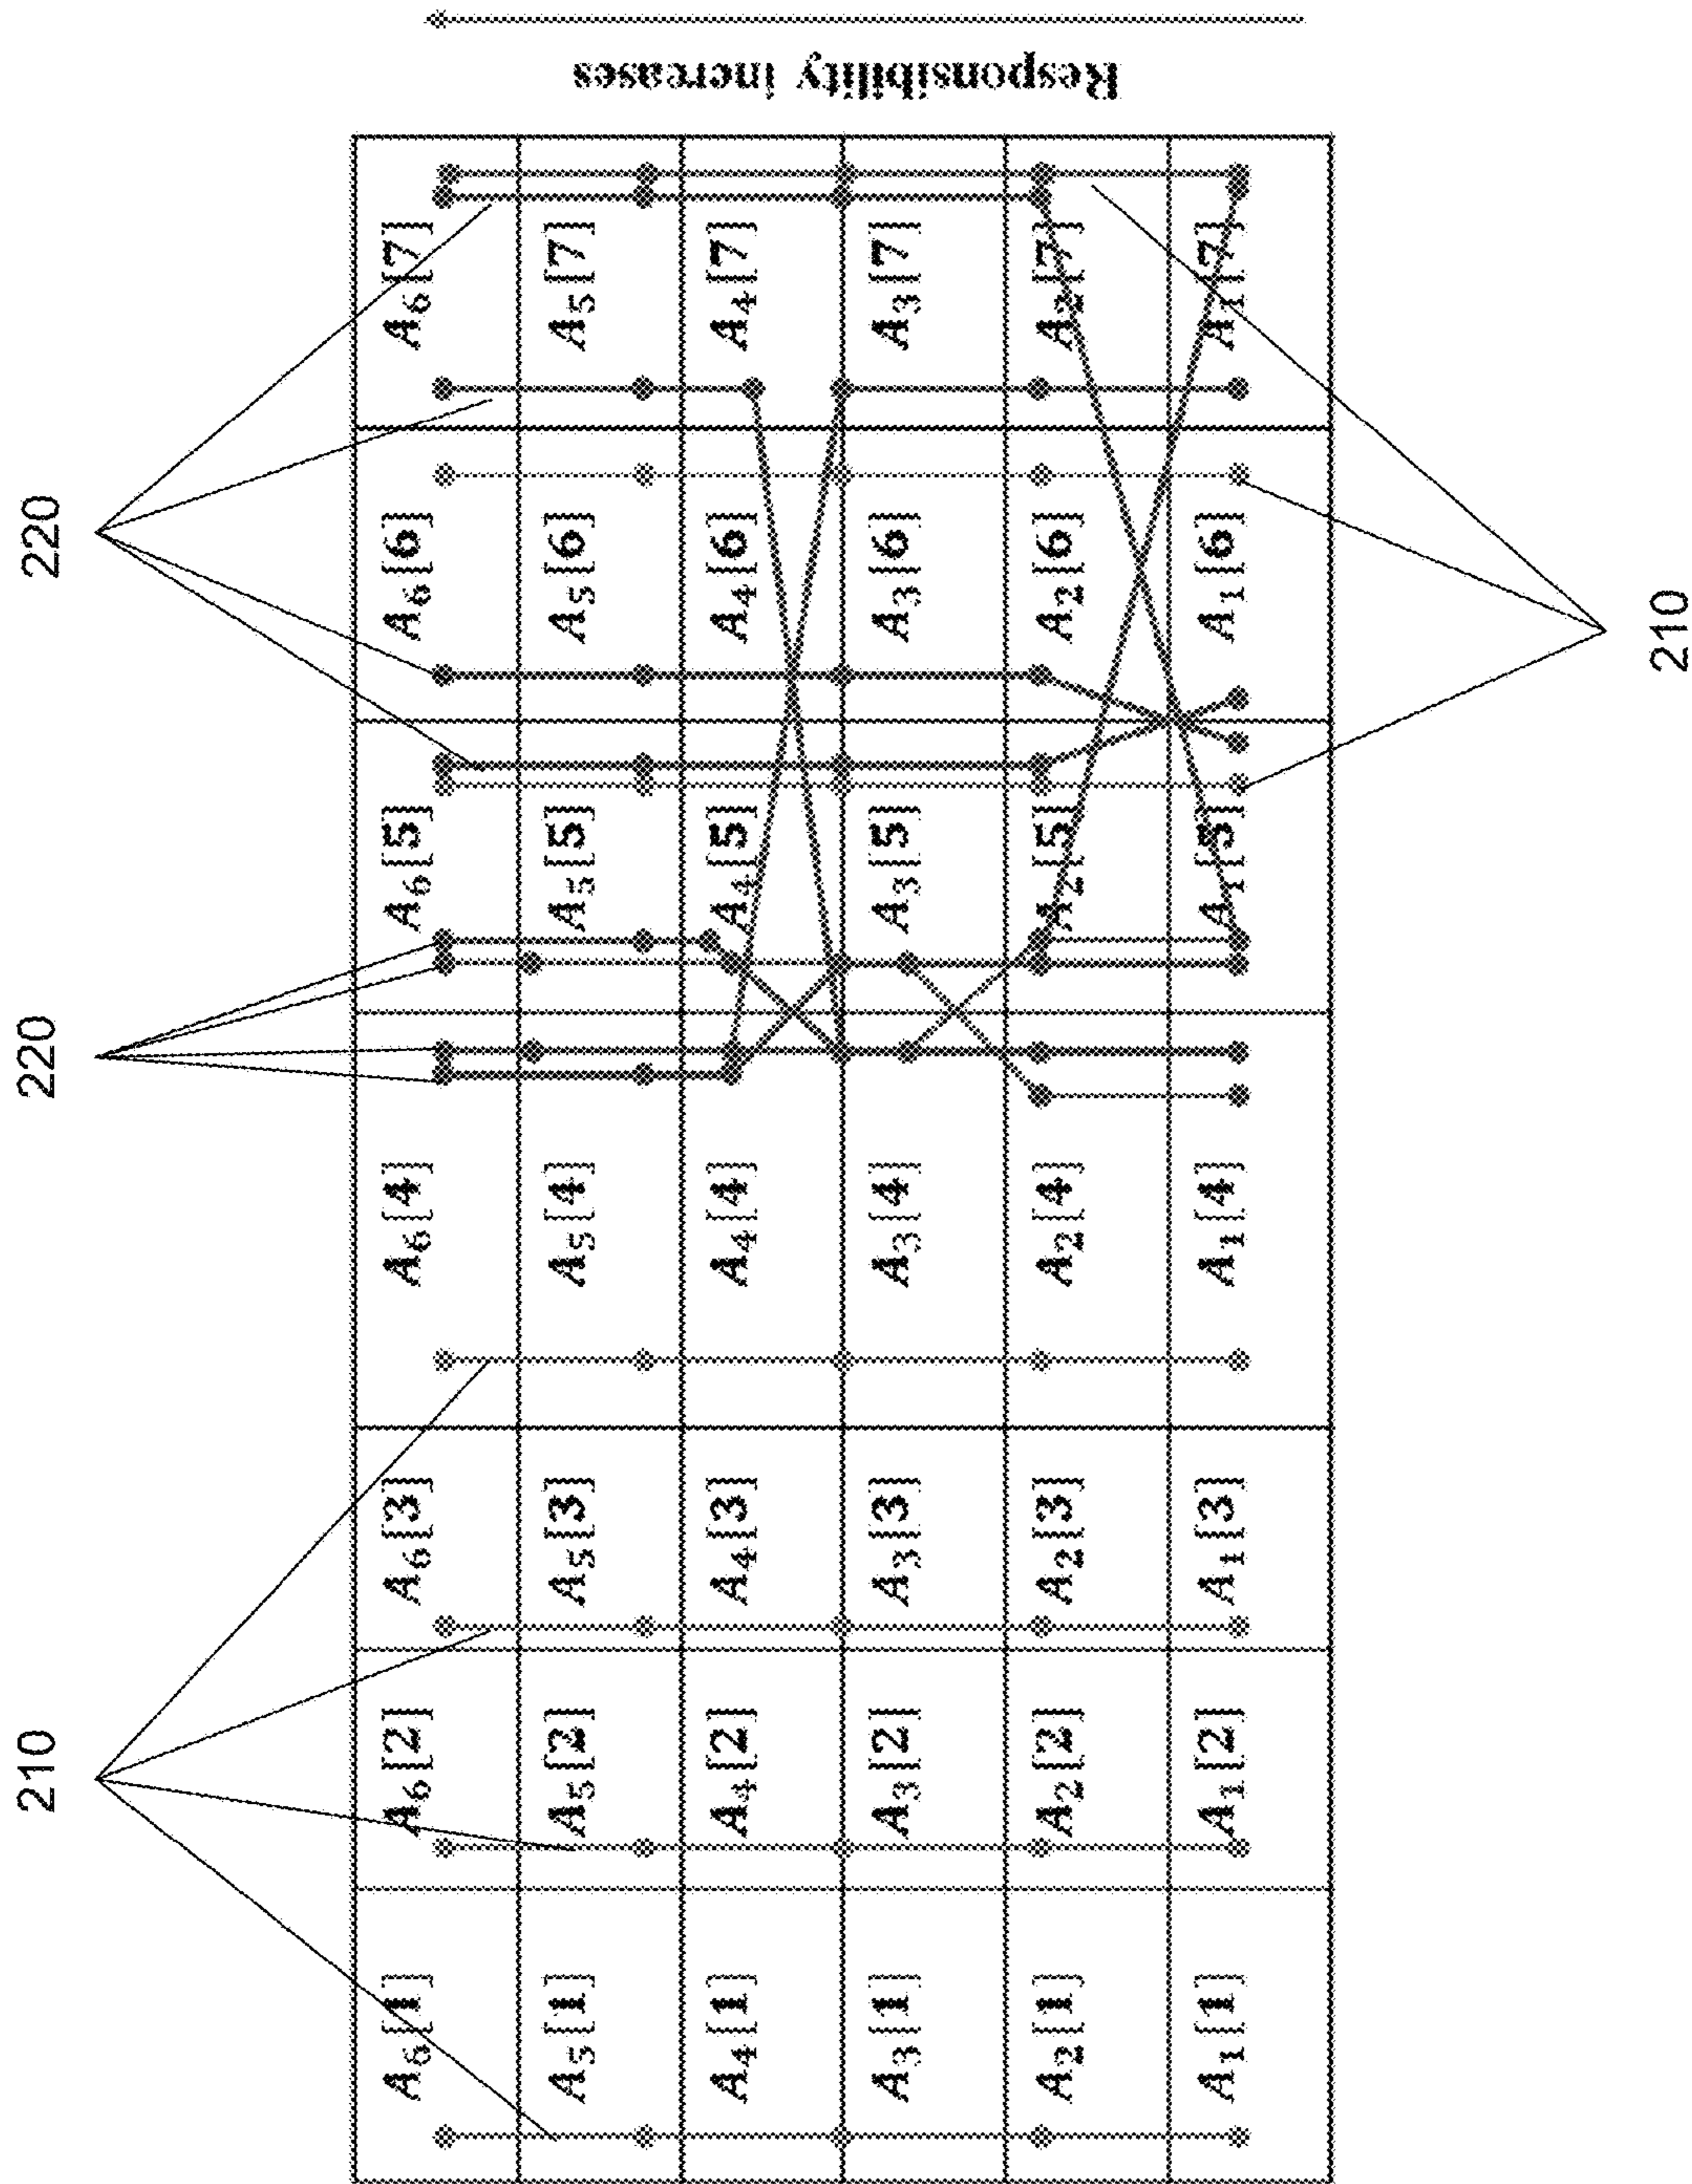 210 220 220
A₆[1] A₆[2] A₆[3] A₆[4] A₆[5] A₆[6] A₆[7]
A₅[1] A₅[2] A₅[3] A₅[4] A₅[5] A₅[6] A₅[7]
A₄[1] A₄[2] A₄[3] A₄[4] A₄[5] A₄[6] A₄[7]
A₃[1] A₃[2] A₃[3] A₃[4] A₃[5] A₃[6] A₃[7]
A₂[1] A₂[2] A₂[3] A₂[4] A₂[5] A₂[6] A₂[7]
A₁[1] A₁[2] A₁[3] A₁[4] A₁[5] A₁[6] A₁[7]
Responsibility increases
210